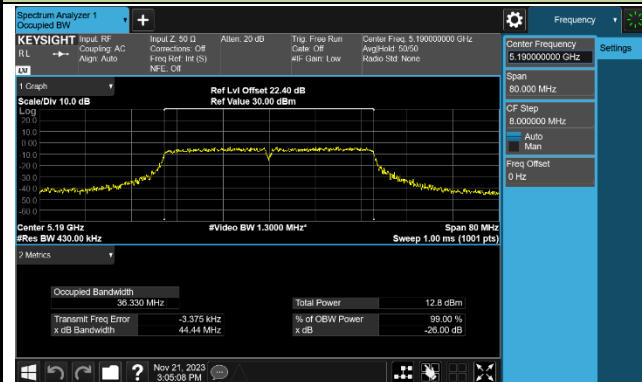 Spectrum Analyzer 1
Occupied BW
Frequency
KEYSIGHT
RL
LXI
Input: RF
Coupling: AC
Align: Auto
Input Z: 50 Ω
Corrections: Off
Freq Ref: Int (S)
NFE: Off
Atten: 20 dB
Trig: Free Run
Gate: Off
#IF Gain: Low
Center Freq: 5.190000000 GHz
Avg|Hold: 50/50
Radio Std: None
Center Frequency
5.190000000 GHz
Settings
Span
80.000 MHz
CF Step
8.000000 MHz
Auto
Man
Freq Offset
0 Hz
1 Graph
Scale/Div 10.0 dB
Ref Lvl Offset 22.40 dB
Ref Value 30.00 dBm
Log
20.0
10.0
0.00
-10.0
-20.0
-30.0
-40.0
-50.0
-60.0
Center 5.19 GHz
#Video BW 1.3000 MHz*
Span 80 MHz
#Res BW 430.00 kHz
Sweep 1.00 ms (1001 pts)
2 Metrics
Occupied Bandwidth
36.330 MHz
Total Power 12.8 dBm
Transmit Freq Error -3.375 kHz
% of OBW Power 99.00 %
x dB Bandwidth 44.44 MHz
x dB -26.00 dB
Nov 21, 2023
3:05:08 PM